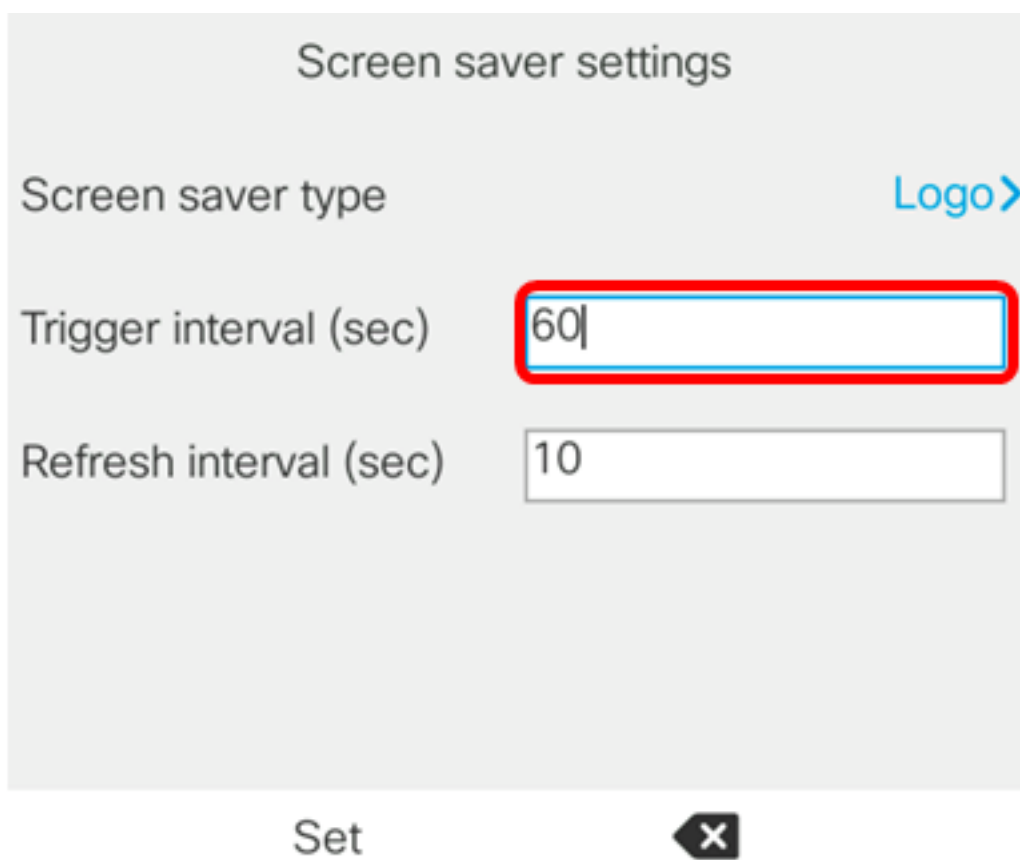 Screen saver settings
Screen saver type Logo
Trigger interval (sec) 60
Refresh interval (sec) 10
Set